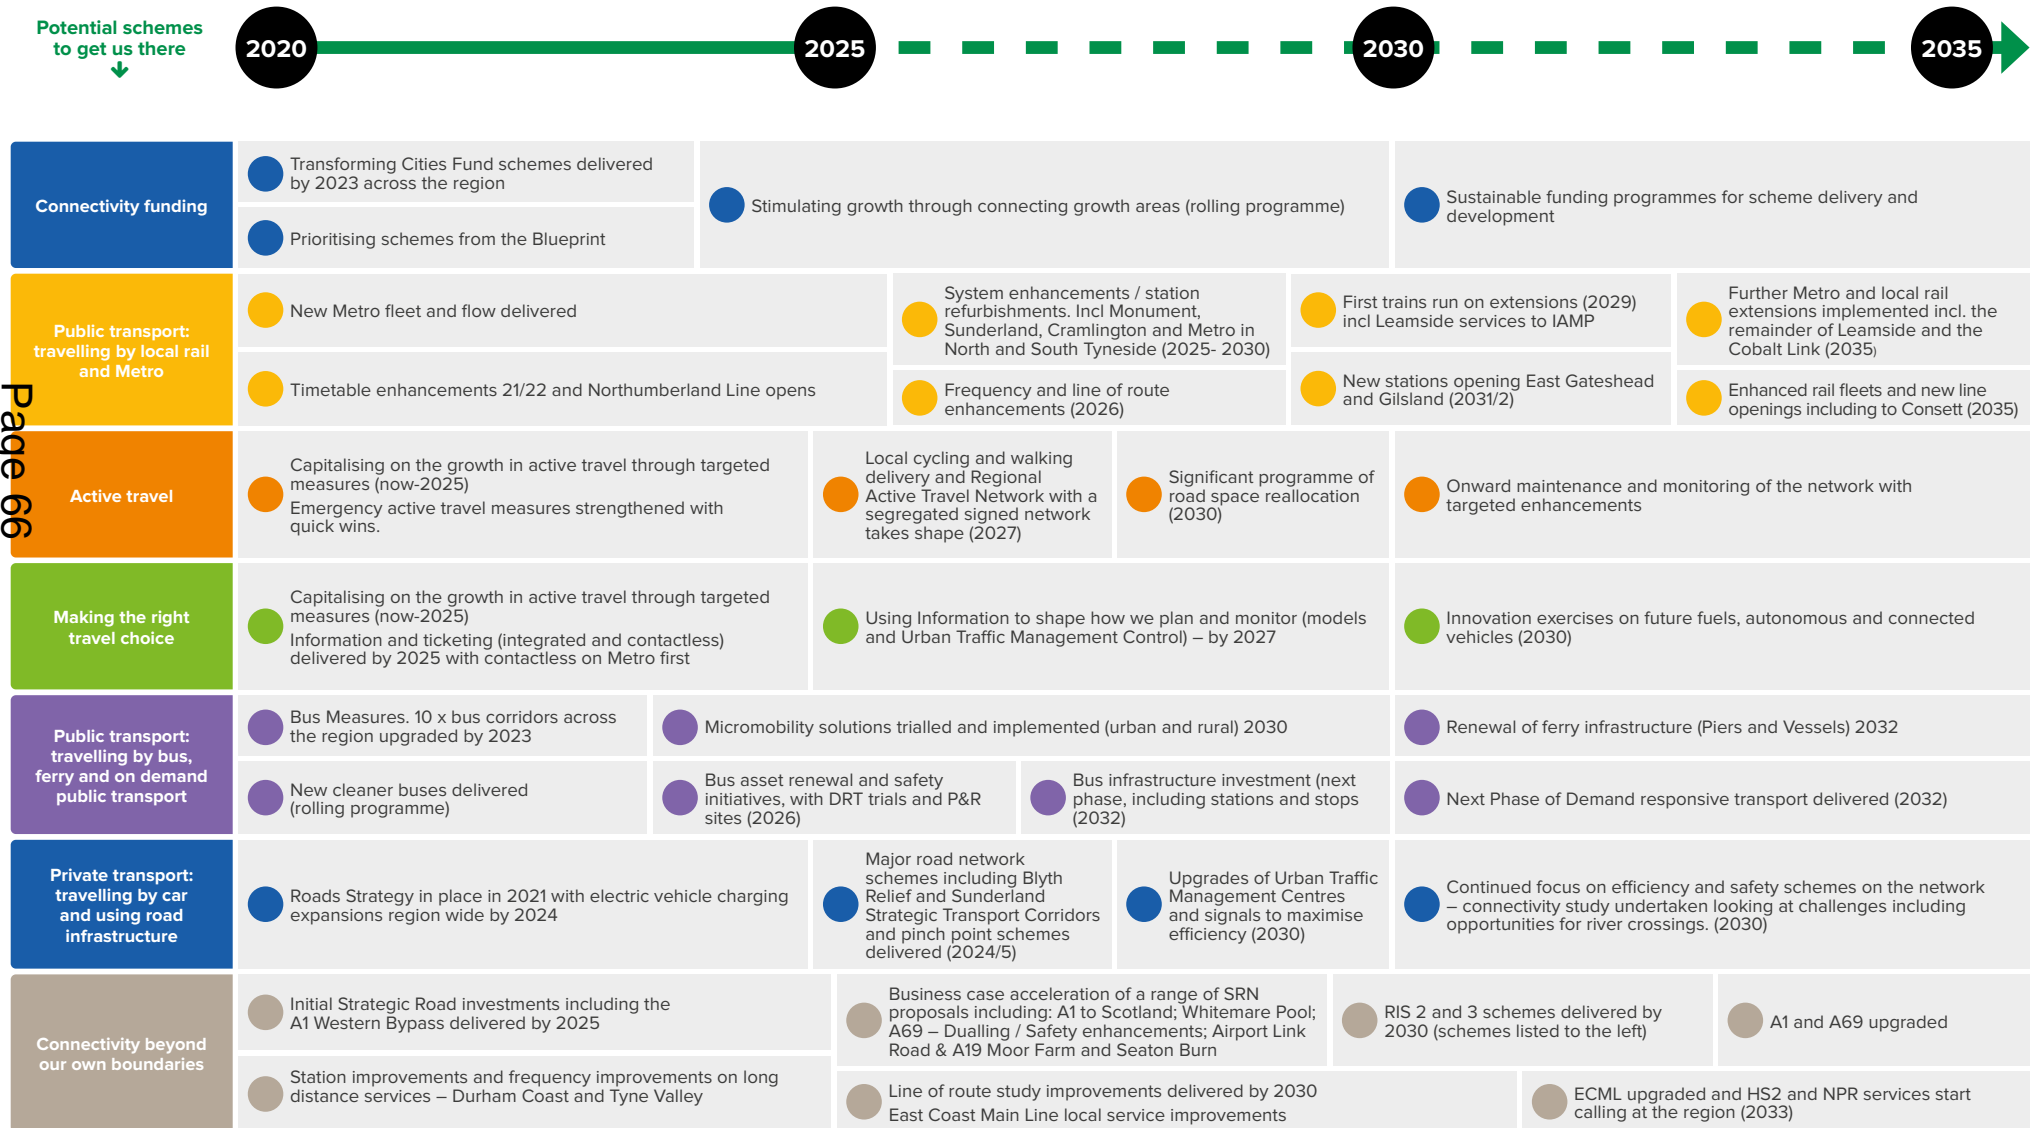 Potential schemes
to get us there
2020
2025
2030
2035
Connectivity funding
Transforming Cities Fund schemes delivered
by 2023 across the region
Prioritising schemes from the Blueprint
Stimulating growth through connecting growth areas (rolling programme)
Sustainable funding programmes for scheme delivery and
development
Public transport:
travelling by local rail
and Metro
New Metro fleet and flow delivered
Timetable enhancements 21/22 and Northumberland Line opens
System enhancements / station
refurbishments. Incl Monument,
Sunderland, Cramlington and Metro in
North and South Tyneside (2025- 2030)
Frequency and line of route
enhancements (2026)
First trains run on extensions (2029)
incl Leamside services to IAMP
New stations opening East Gateshead
and Gilsland (2031/2)
Further Metro and local rail
extensions implemented incl. the
remainder of Leamside and the
Cobalt Link (2035)
Enhanced rail fleets and new line
openings including to Consett (2035)
Page 66
Active travel
Capitalising on the growth in active travel through targeted
measures (now-2025)
Emergency active travel measures strengthened with
quick wins.
Local cycling and walking
delivery and Regional
Active Travel Network with a
segregated signed network
takes shape (2027)
Significant programme of
road space reallocation
(2030)
Onward maintenance and monitoring of the network with
targeted enhancements
Making the right
travel choice
Capitalising on the growth in active travel through targeted
measures (now-2025)
Information and ticketing (integrated and contactless)
delivered by 2025 with contactless on Metro first
Using Information to shape how we plan and monitor (models
and Urban Traffic Management Control) – by 2027
Innovation exercises on future fuels, autonomous and connected
vehicles (2030)
Public transport:
travelling by bus,
ferry and on demand
public transport
Bus Measures. 10 x bus corridors across
the region upgraded by 2023
New cleaner buses delivered
(rolling programme)
Micromobility solutions trialled and implemented (urban and rural) 2030
Bus asset renewal and safety
initiatives, with DRT trials and P&R
sites (2026)
Bus infrastructure investment (next
phase, including stations and stops
(2032)
Renewal of ferry infrastructure (Piers and Vessels) 2032
Next Phase of Demand responsive transport delivered (2032)
Private transport:
travelling by car
and using road
infrastructure
Roads Strategy in place in 2021 with electric vehicle charging
expansions region wide by 2024
Major road network
schemes including Blyth
Relief and Sunderland
Strategic Transport Corridors
and pinch point schemes
delivered (2024/5)
Upgrades of Urban Traffic
Management Centres
and signals to maximise
efficiency (2030)
Continued focus on efficiency and safety schemes on the network
– connectivity study undertaken looking at challenges including
opportunities for river crossings. (2030)
Connectivity beyond
our own boundaries
Initial Strategic Road investments including the
A1 Western Bypass delivered by 2025
Station improvements and frequency improvements on long
distance services – Durham Coast and Tyne Valley
Business case acceleration of a range of SRN
proposals including: A1 to Scotland; Whitemare Pool;
A69 – Dualling / Safety enhancements; Airport Link
Road & A19 Moor Farm and Seaton Burn
Line of route study improvements delivered by 2030
East Coast Main Line local service improvements
RIS 2 and 3 schemes delivered by
2030 (schemes listed to the left)
A1 and A69 upgraded
ECML upgraded and HS2 and NPR services start
calling at the region (2033)